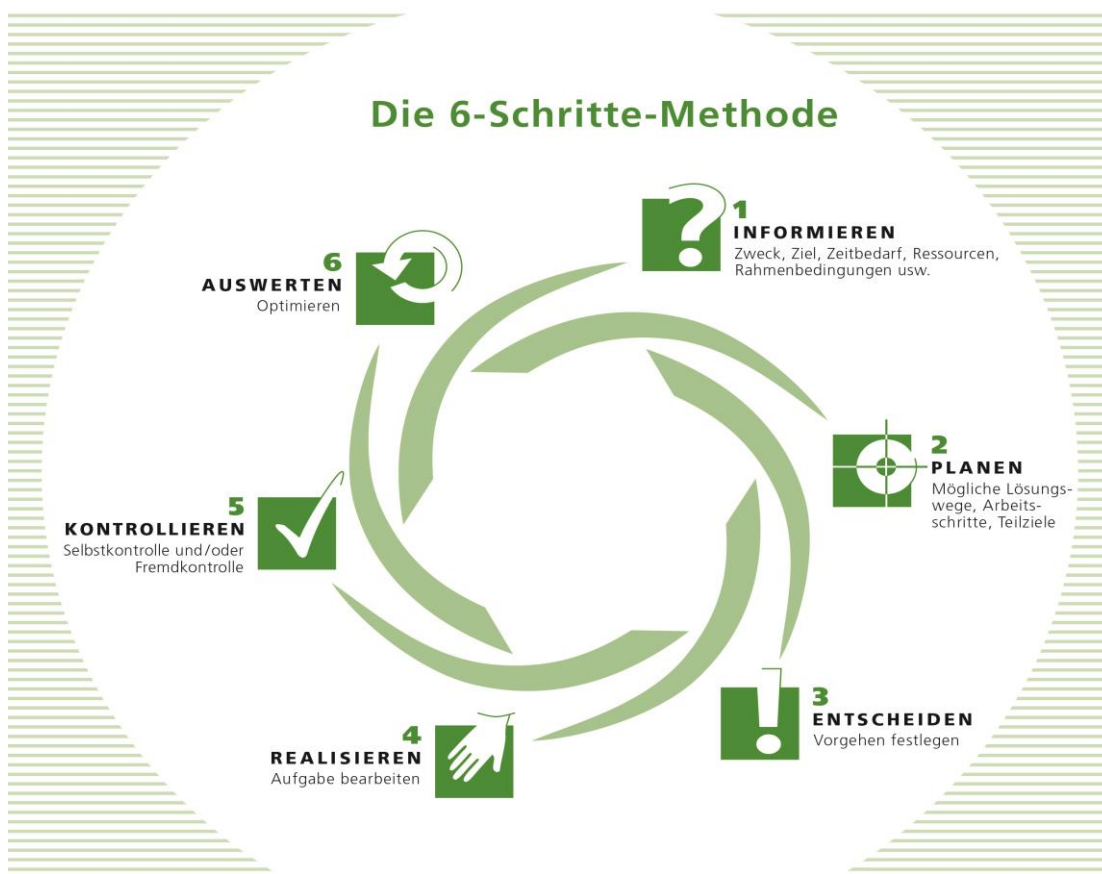 Die 6-Schritte-Methode
1
INFORMIEREN
Zweck, Ziel, Zeitbedarf, Ressourcen,
Rahmenbedingungen usw.
2
PLANEN
Mögliche Lösungs-
wege, Arbeits-
schritte, Teilziele
3
ENTSCHEIDEN
Vorgehen festlegen
4
REALISIEREN
Aufgabe bearbeiten
5
KONTROLLIEREN
Selbstkontrolle und/oder
Fremdkontrolle
6
AUSWERTEN
Optimieren